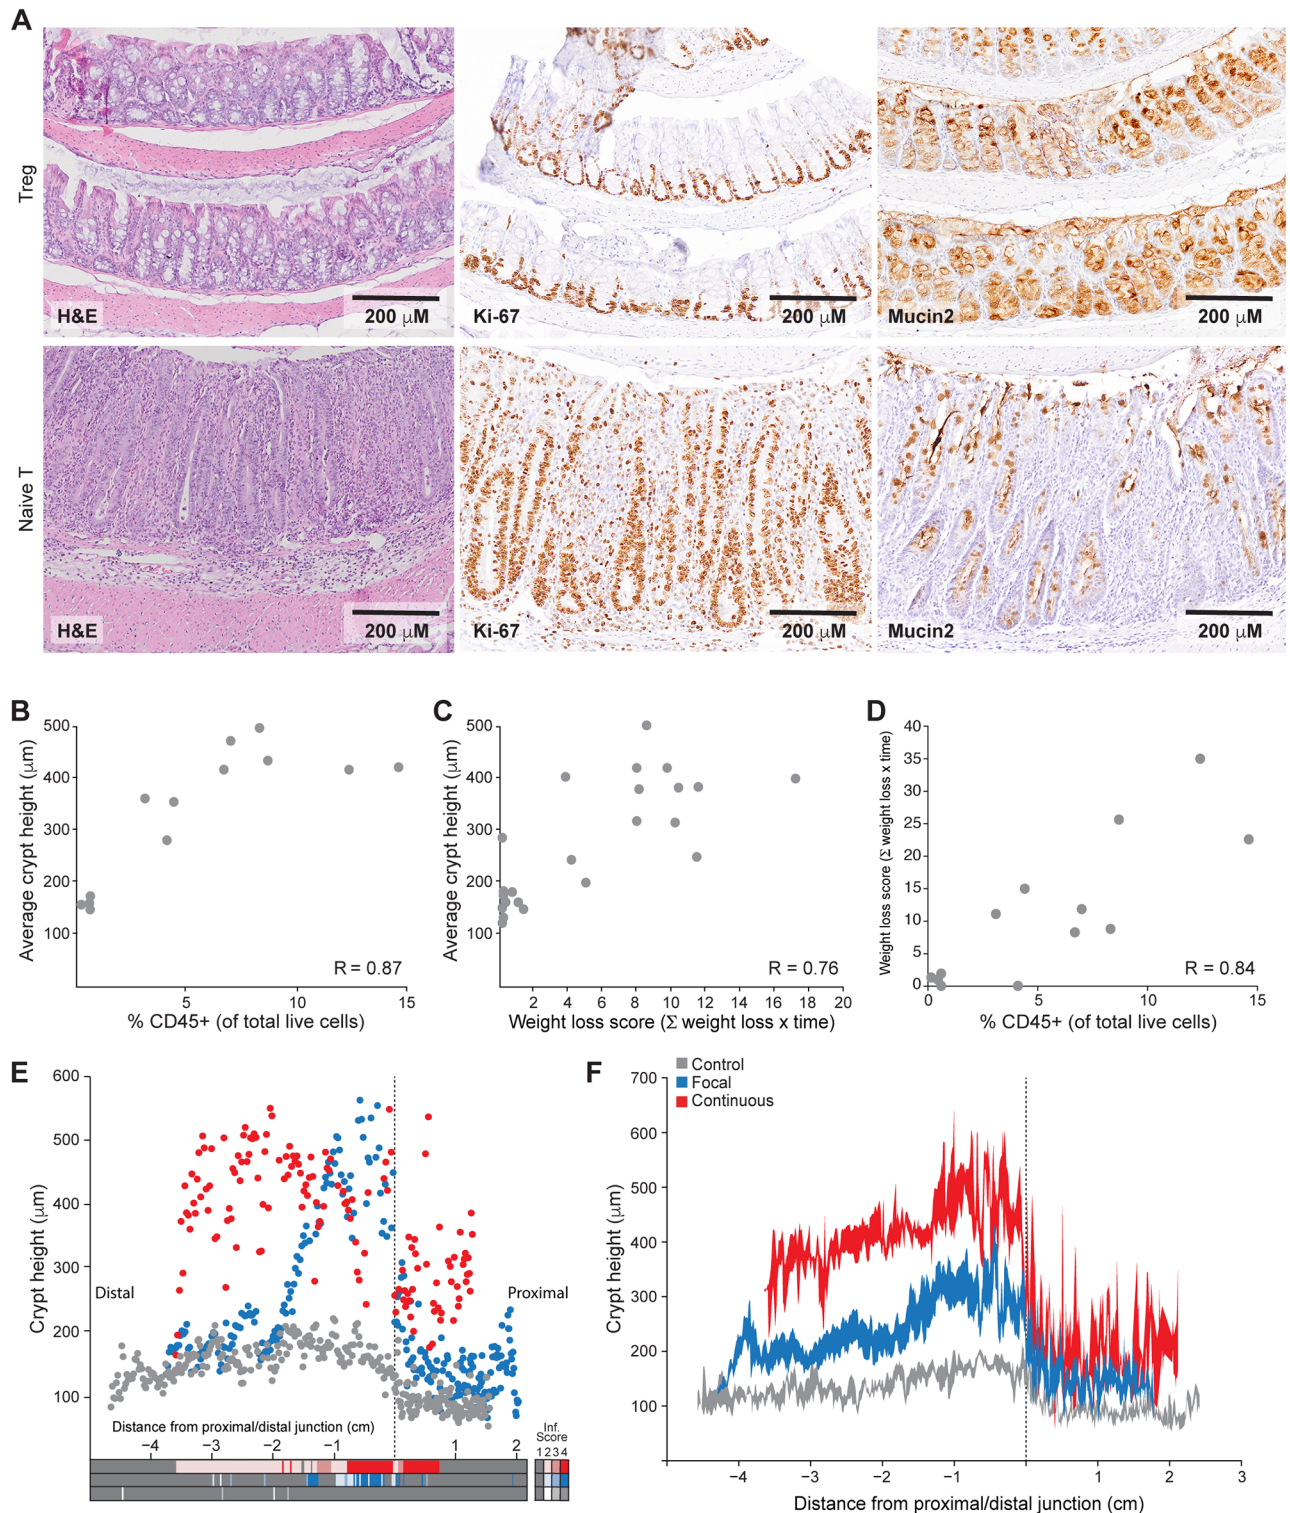 A
Treg
H&E
200 μM
Ki-67
200 μM
Mucin2
200 μM
Naive T
H&E
200 μM
Ki-67
200 μM
Mucin2
200 μM
B
Average crypt height (μm)
500
400
300
200
100
R = 0.87
5
10
15
% CD45+ (of total live cells)
C
Average crypt height (μm)
500
400
300
200
100
R = 0.76
2 4 6 8 10 12 14 16 18 20
Weight loss score (Σ weight loss x time)
D
Weight loss score (Σ weight loss x time)
40
35
30
25
20
15
10
5
0
R = 0.84
0 5 10 15
% CD45+ (of total live cells)
E
Crypt height (μm)
600
500
400
300
200
100
Distal
Proximal
Distance from proximal/distal junction (cm)
−4 −3 −2 −1 1 2
Inf.
Score
1 2 3 4
F
Control
Focal
Continuous
Crypt height (μm)
700
600
500
400
300
200
100
−4 −3 −2 −1 1 2 3
Distance from proximal/distal junction (cm)